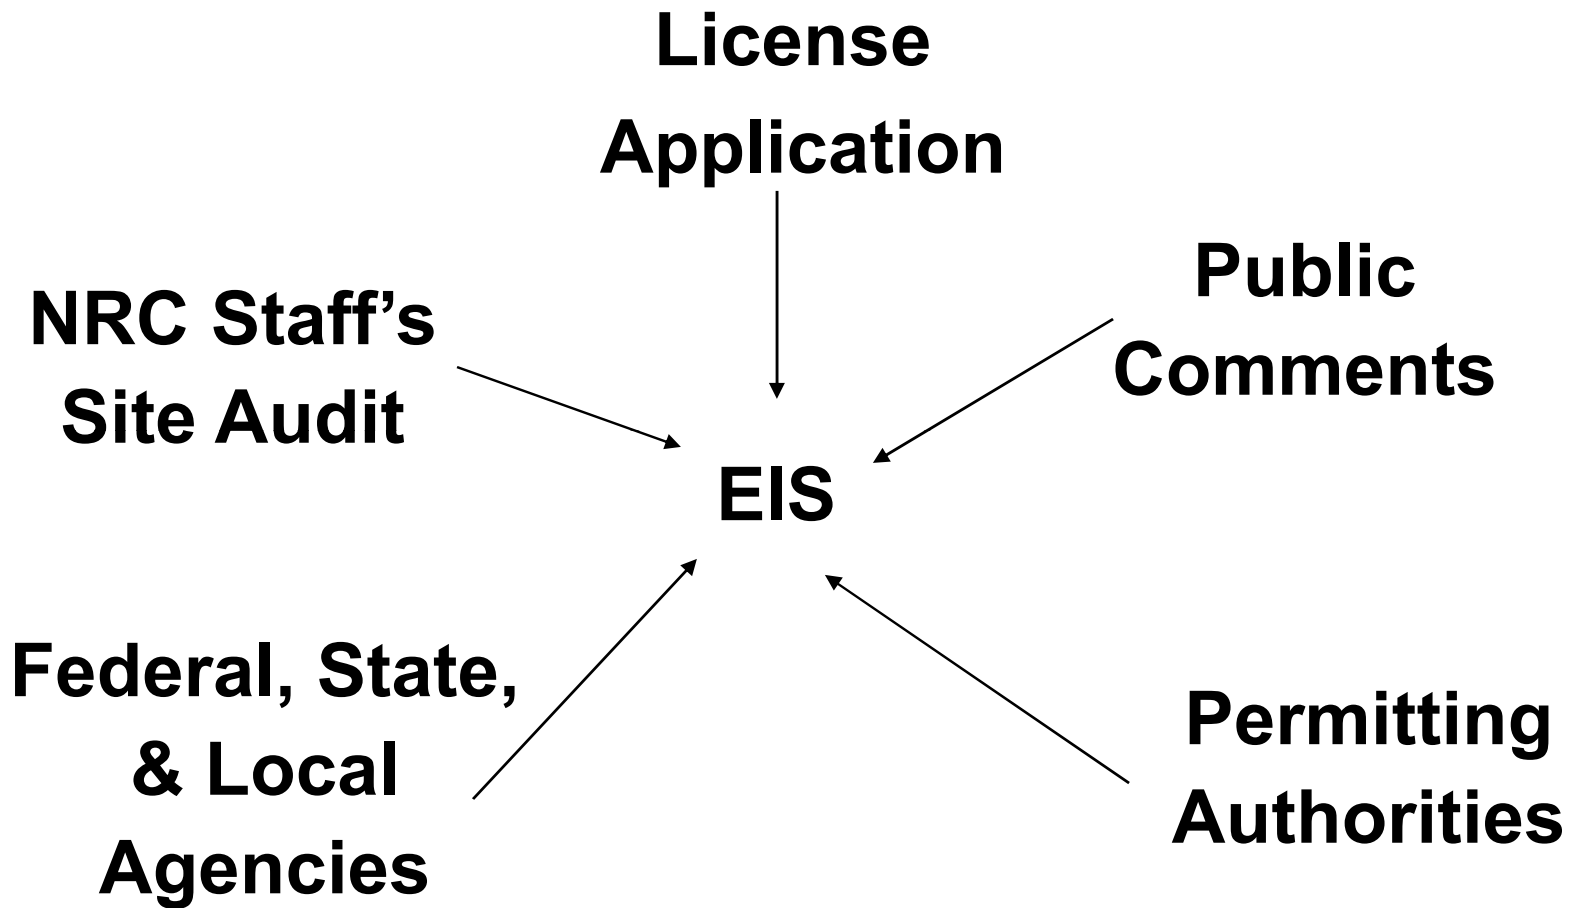 License
Application
Public
Comments
NRC Staff’s
Site Audit
EIS
Federal, State,
& Local
Agencies
Permitting
Authorities